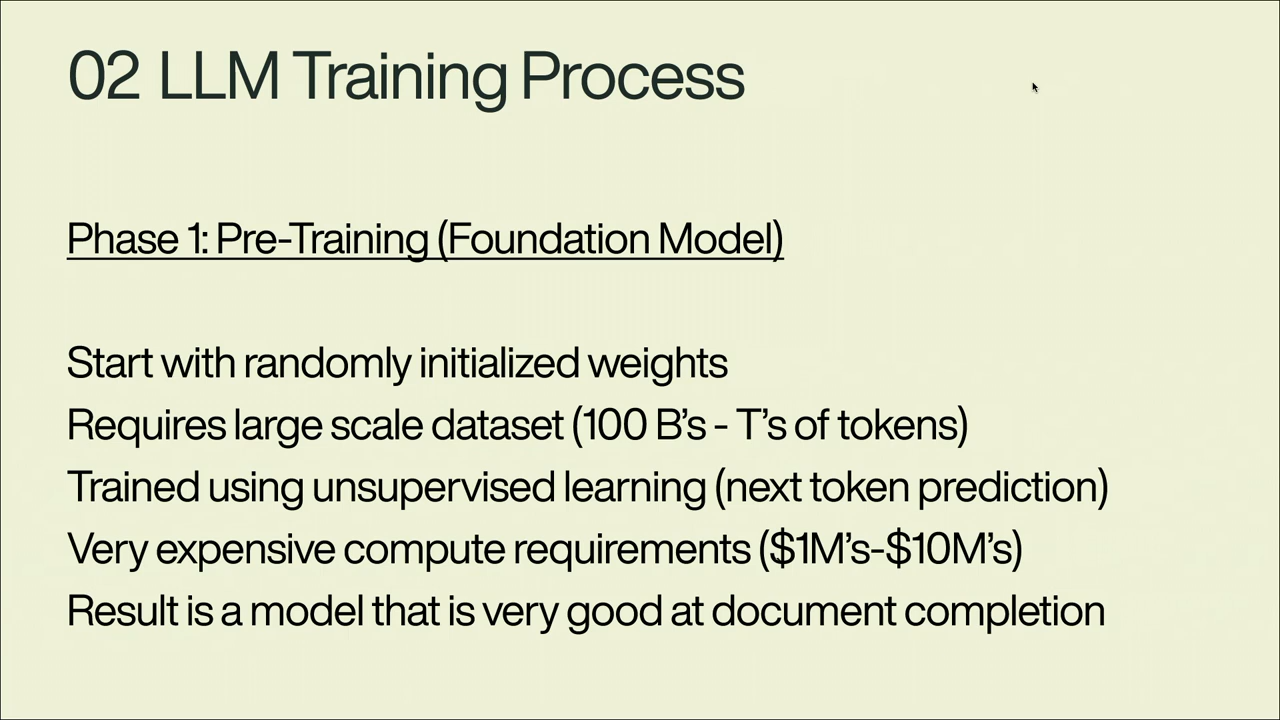 02 LLM Training Process
Phase 1: Pre-Training (Foundation Model)
Start with randomly initialized weights
Requires large scale dataset (100 B’s - T’s of tokens)
Trained using unsupervised learning (next token prediction)
Very expensive compute requirements ($1M’s-$10M’s)
Result is a model that is very good at document completion